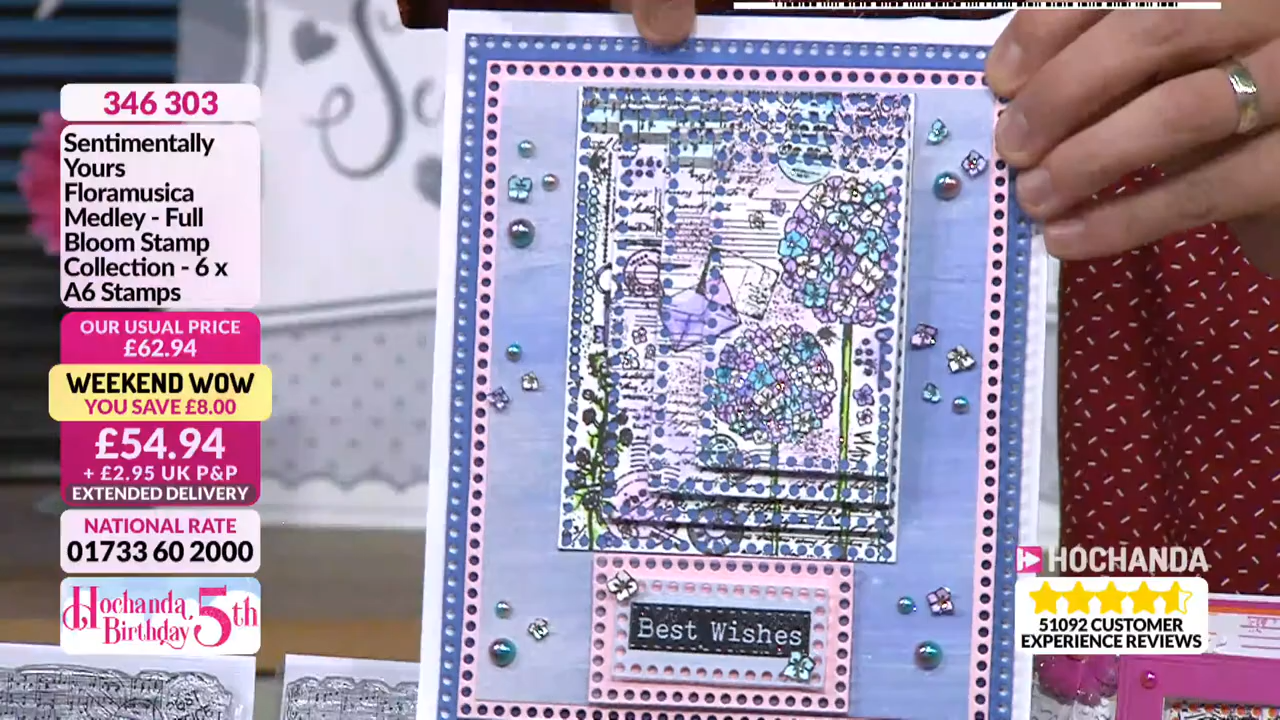 346 303
Sentimentally
Yours
Floramusica
Medley - Full
Bloom Stamp
Collection - 6 x
A6 Stamps
OUR USUAL PRICE
£62.94
WEEKEND WOW
YOU SAVE £8.00
£54.94
+ £2.95 UK P&P
EXTENDED DELIVERY
NATIONAL RATE
01733 60 2000
Hochanda 5th
Birthday
Best Wishes
HOCHANDA
51092 CUSTOMER
EXPERIENCE REVIEWS